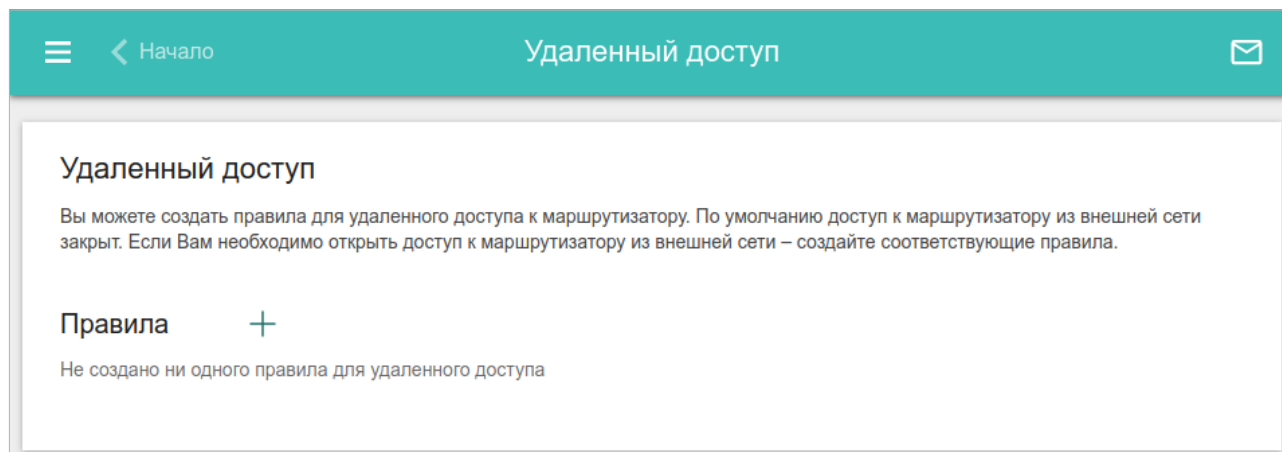 Начало
Удаленный доступ
Удаленный доступ
Вы можете создать правила для удаленного доступа к маршрутизатору. По умолчанию доступ к маршрутизатору из внешней сети
закрыт. Если Вам необходимо открыть доступ к маршрутизатору из внешней сети – создайте соответствующие правила.
Правила
Не создано ни одного правила для удаленного доступа